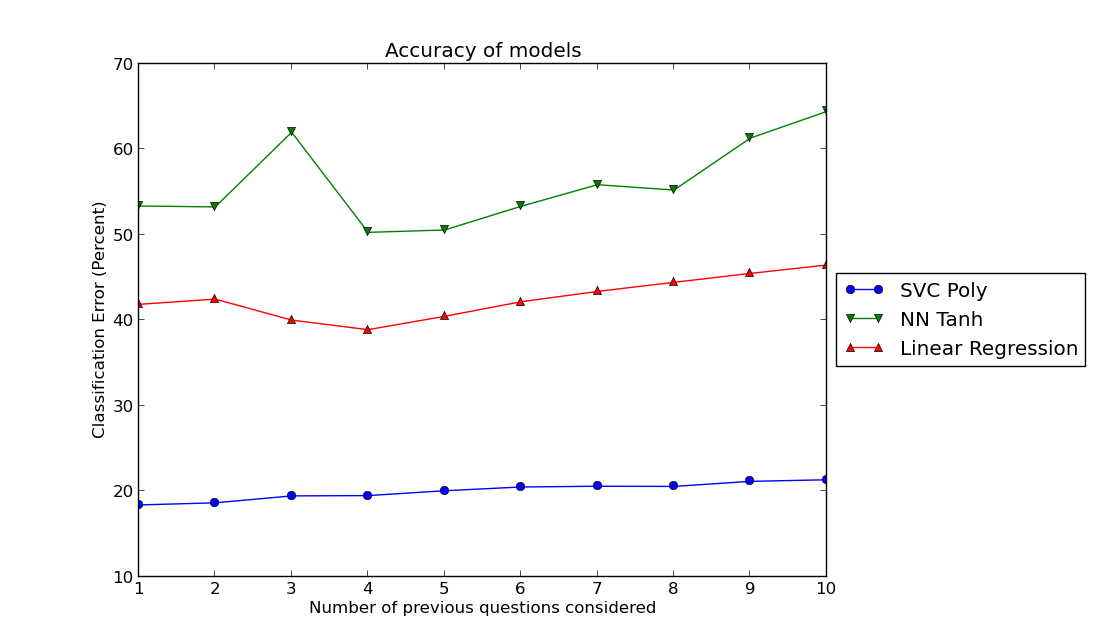 Accuracy of models
70
60
50
40
30
20
10
Classification Error (Percent)
1 2 3 4 5 6 7 8 9 10
Number of previous questions considered
SVC Poly
NN Tanh
Linear Regression